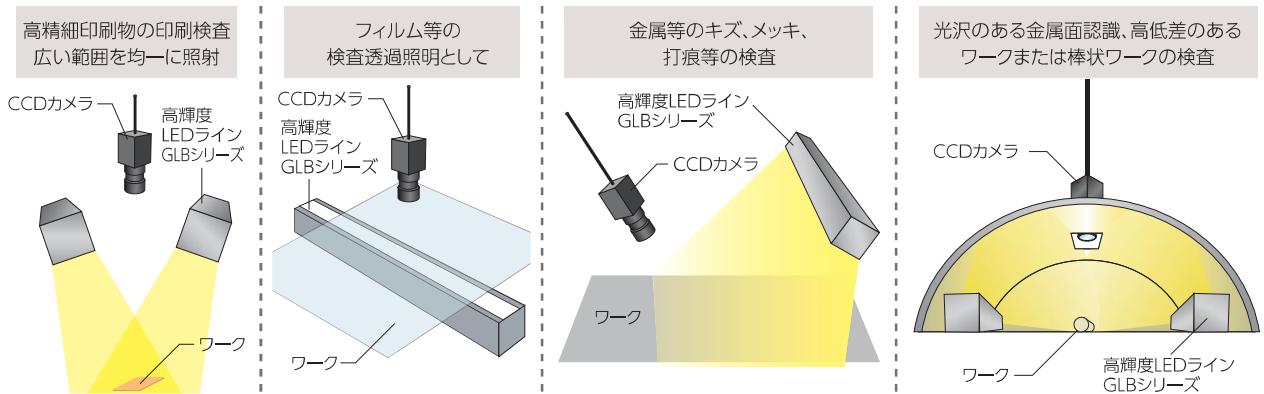 高精細印刷物の印刷検査
広い範囲を均一に照射
CCDカメラ
高輝度
LEDライン
GLBシリーズ
ワーク
フィルム等の
検査透過照明として
CCDカメラ
高輝度
LEDライン
GLBシリーズ
ワーク
金属等のキズ、メッキ、
打痕等の検査
高輝度LEDライン
GLBシリーズ
CCDカメラ
ワーク
光沢のある金属面認識、高低差のある
ワークまたは棒状ワークの検査
CCDカメラ
ワーク
高輝度LEDライン
GLBシリーズ